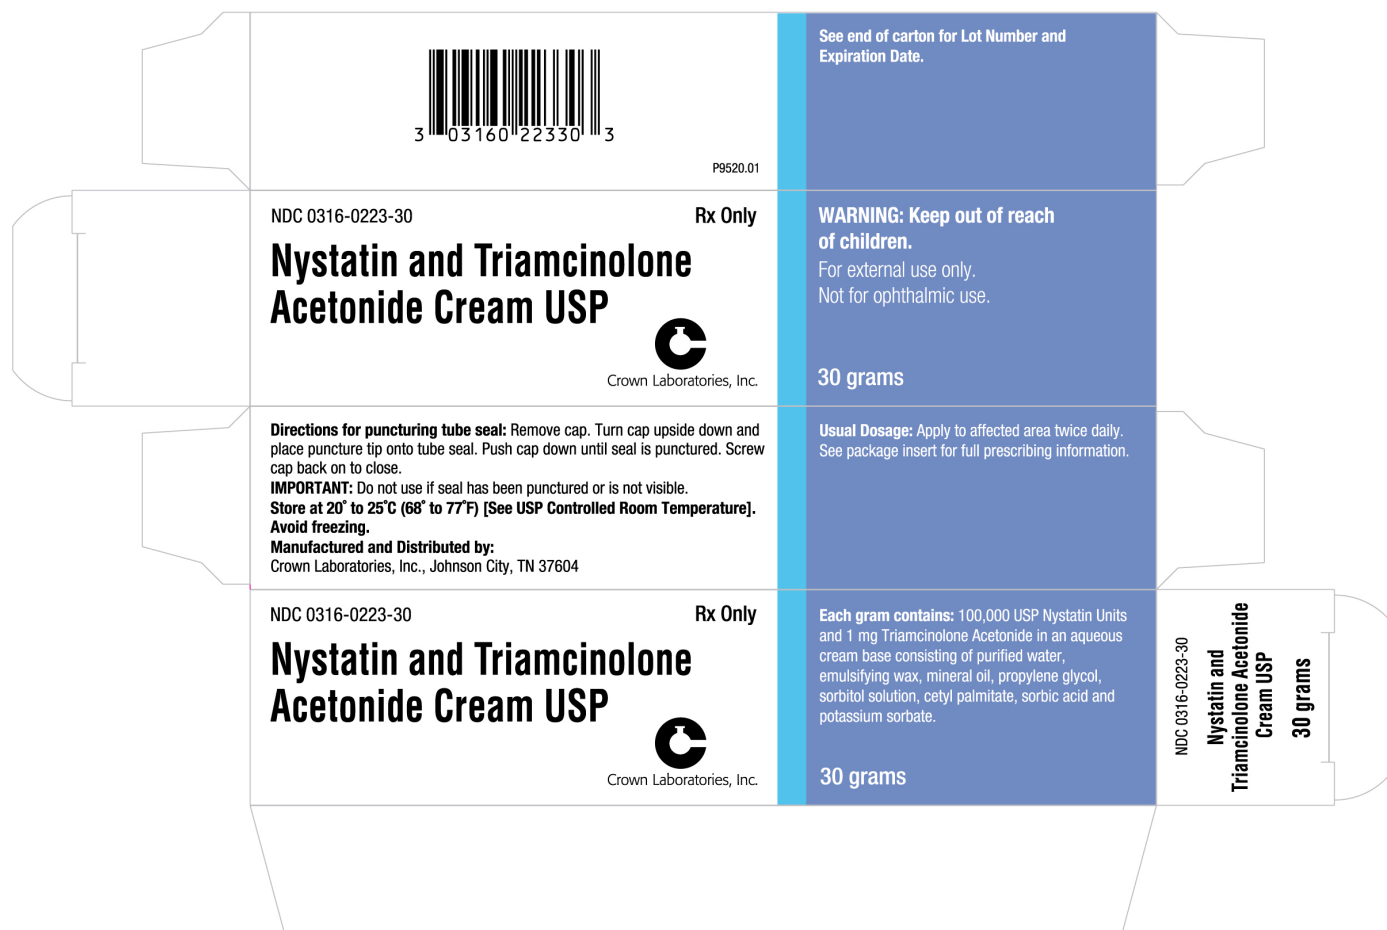 See end of carton for Lot Number and
Expiration Date.
3 03160 22330 3
P9520.01
NDC 0316-0223-30
Rx Only
Nystatin and Triamcinolone
Acetonide Cream USP
Crown Laboratories, Inc.
WARNING: Keep out of reach
of children.
For external use only.
Not for ophthalmic use.
30 grams
Directions for puncturing tube seal: Remove cap. Turn cap upside down and
place puncture tip onto tube seal. Push cap down until seal is punctured. Screw
cap back on to close.
IMPORTANT: Do not use if seal has been punctured or is not visible.
Store at 20˚ to 25˚C (68˚ to 77˚F) [See USP Controlled Room Temperature].
Avoid freezing.
Manufactured and Distributed by:
Crown Laboratories, Inc., Johnson City, TN 37604
Usual Dosage: Apply to affected area twice daily.
See package insert for full prescribing information.
NDC 0316-0223-30
Rx Only
Nystatin and Triamcinolone
Acetonide Cream USP
Crown Laboratories, Inc.
Each gram contains: 100,000 USP Nystatin Units
and 1 mg Triamcinolone Acetonide in an aqueous
cream base consisting of purified water,
emulsifying wax, mineral oil, propylene glycol,
sorbitol solution, cetyl palmitate, sorbic acid and
potassium sorbate.
30 grams
NDC 0316-0223-30
Nystatin and
Triamcinolone Acetonide
Cream USP
30 grams